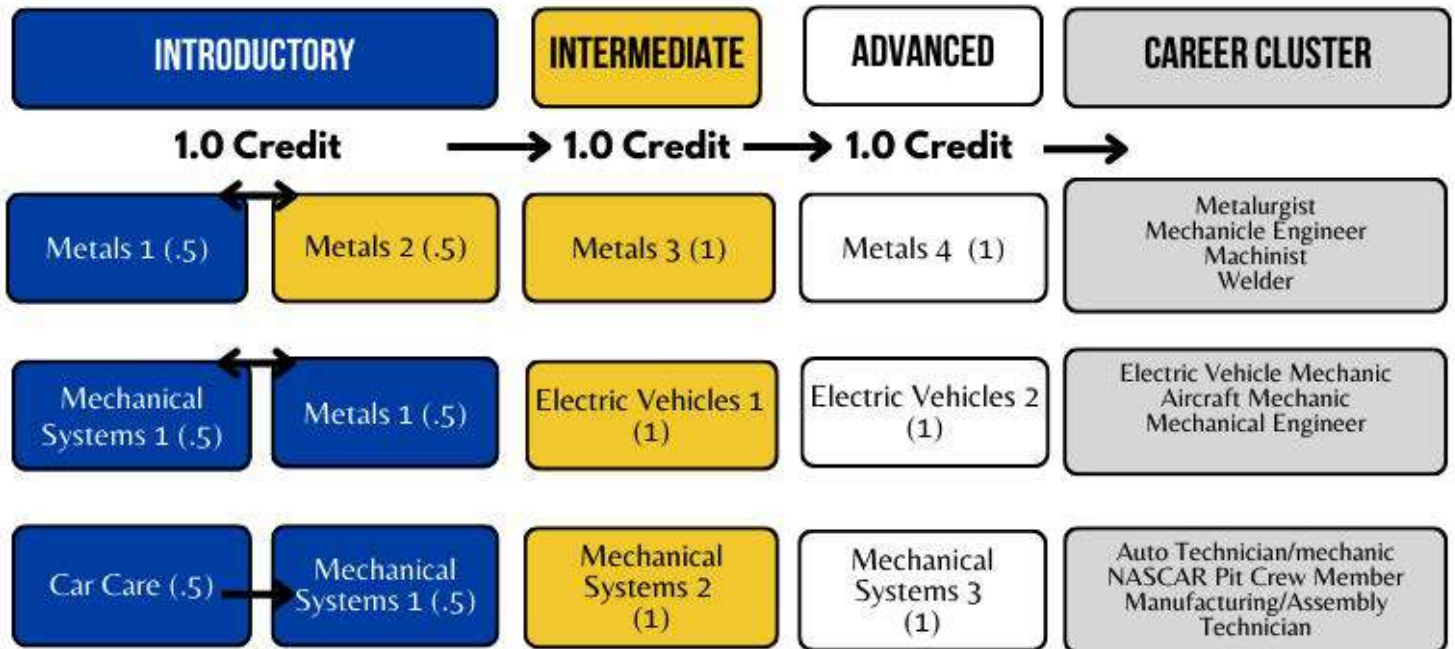 INTRODUCTORY
INTERMEDIATE
ADVANCED
CAREER CLUSTER
1.0 Credit
1.0 Credit
1.0 Credit
Metals 1 (.5)
Metals 2 (.5)
Metals 3 (1)
Metals 4 (1)
Metalurgist
Mechanicle Engineer
Machinist
Welder
Mechanical
Systems 1 (.5)
Metals 1 (.5)
Electric Vehicles 1
(1)
Electric Vehicles 2
(1)
Electric Vehicle Mechanic
Aircraft Mechanic
Mechanical Engineer
Car Care (.5)
Mechanical
Systems 1 (.5)
Mechanical
Systems 2
(1)
Mechanical
Systems 3
(1)
Auto Technician/mechanic
NASCAR Pit Crew Member
Manufacturing/Assembly
Technician